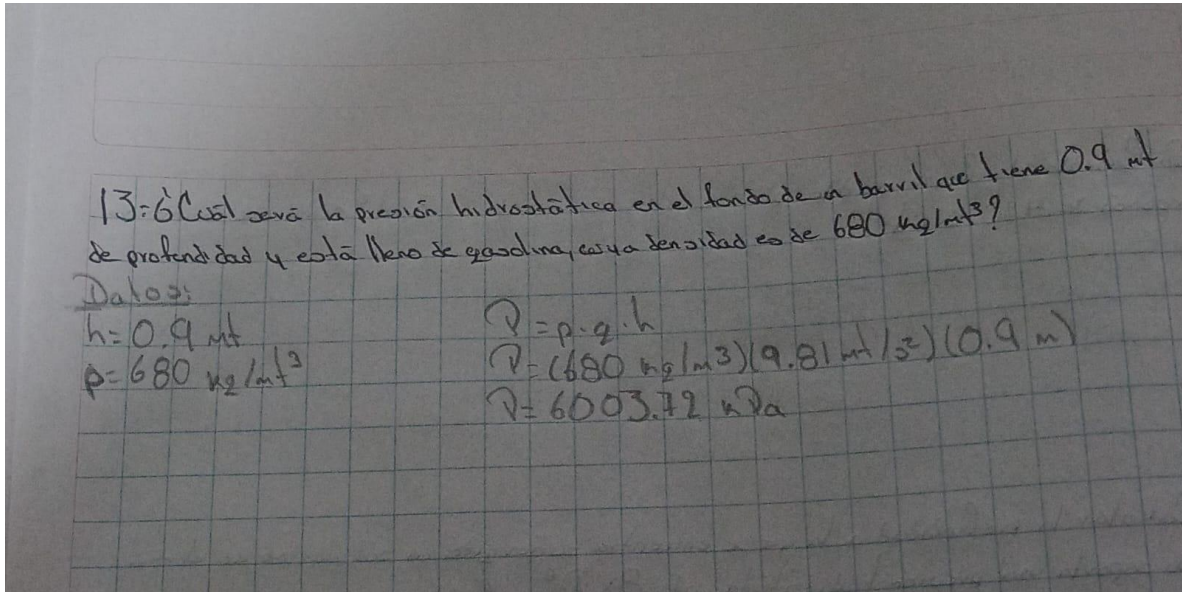 13=¿Cuál será la presión hidrostática en el fondo de un barril que tiene 0.9 mt
de profundidad y está lleno de gasolina, cuya densidad es de 680 kg/mt³?
Datos:
h=0.9 mt
ρ=680 kg/mt³
P=ρ.g.h
P=(680 kg/m3)(9.81 mt/s²)(0.9 m)
P=6003.72 kPa